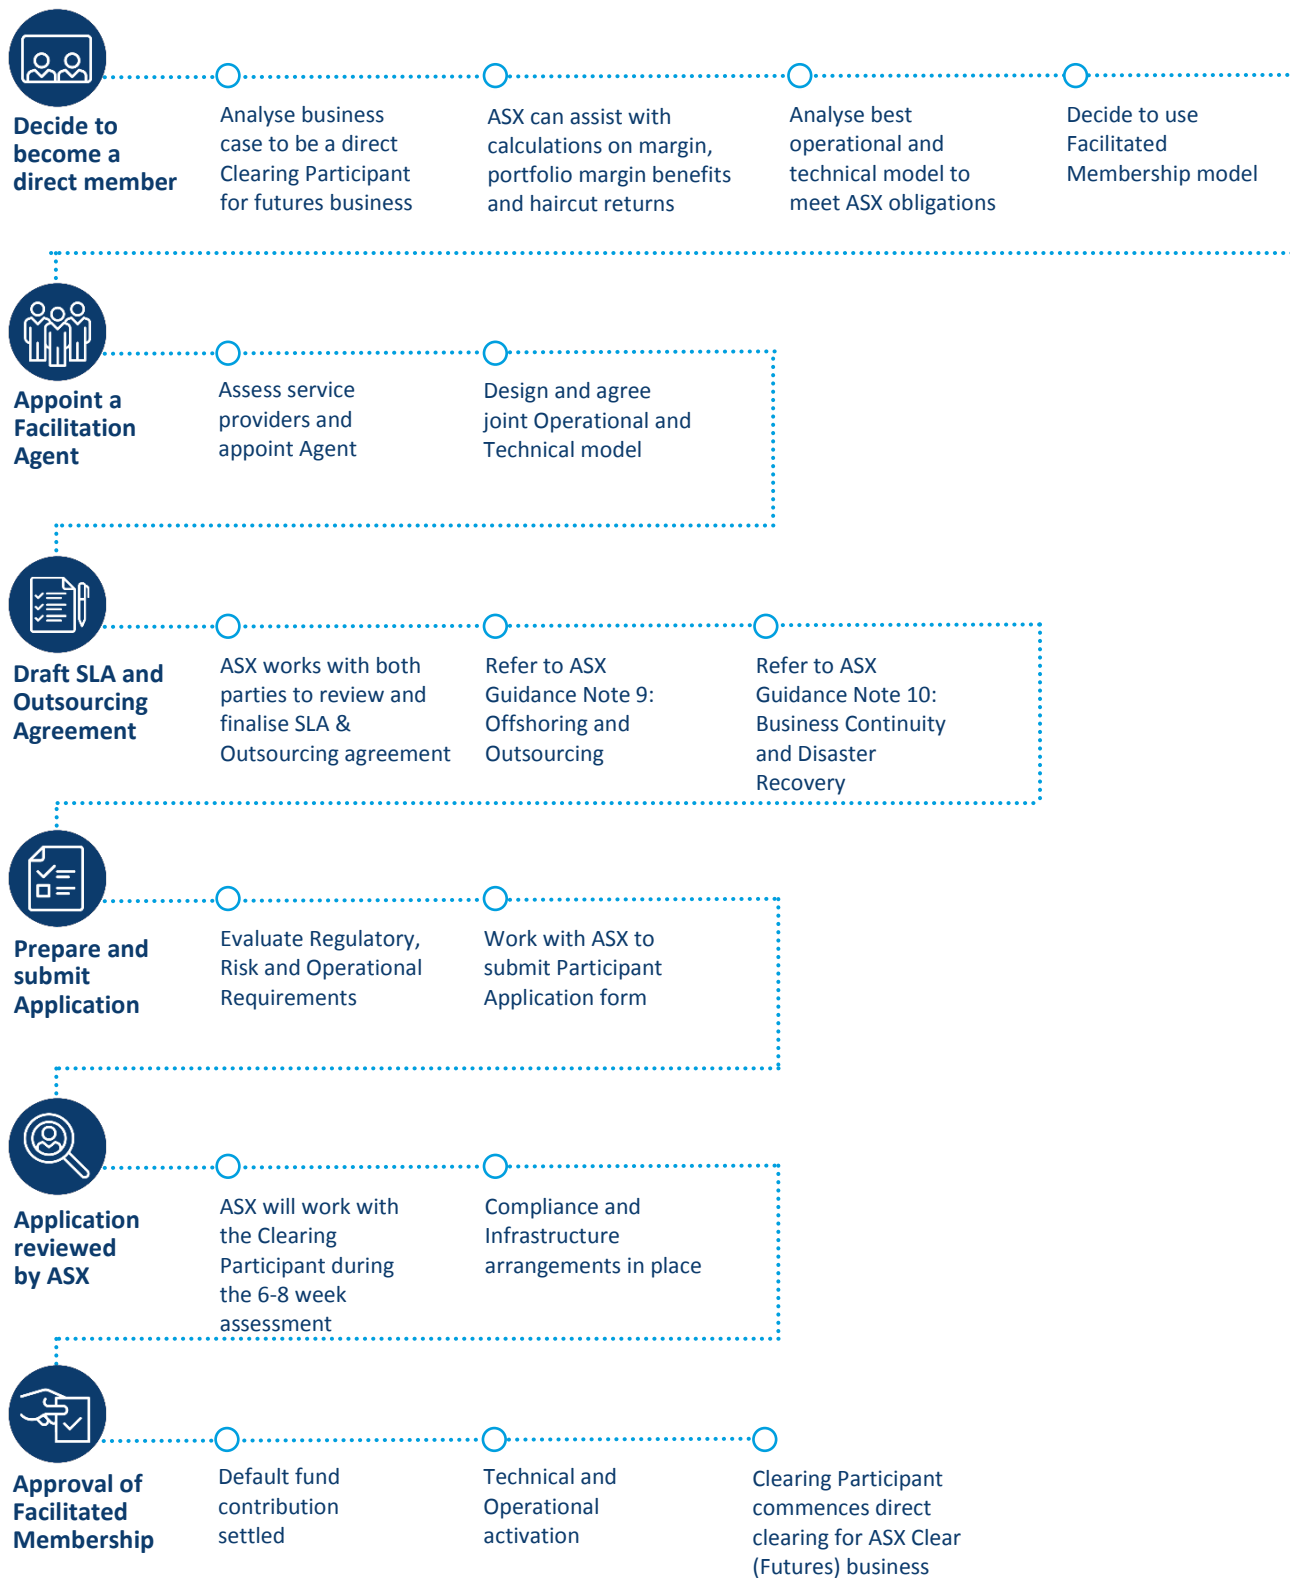 Decide to
become a
direct member
Analyse business
case to be a direct
Clearing Participant
for futures business
ASX can assist with
calculations on margin,
portfolio margin benefits
and haircut returns
Analyse best
operational and
technical model to
meet ASX obligations
Decide to use
Facilitated
Membership model
Appoint a
Facilitation
Agent
Assess service
providers and
appoint Agent
Design and agree
joint Operational and
Technical model
Draft SLA and
Outsourcing
Agreement
ASX works with both
parties to review and
finalise SLA &
Outsourcing agreement
Refer to ASX
Guidance Note 9:
Offshoring and
Outsourcing
Refer to ASX
Guidance Note 10:
Business Continuity
and Disaster
Recovery
Prepare and
submit
Application
Evaluate Regulatory,
Risk and Operational
Requirements
Work with ASX to
submit Participant
Application form
Application
reviewed
by ASX
ASX will work with
the Clearing
Participant during
the 6-8 week
assessment
Compliance and
Infrastructure
arrangements in place
Approval of
Facilitated
Membership
Default fund
contribution
settled
Technical and
Operational
activation
Clearing Participant
commences direct
clearing for ASX Clear
(Futures) business